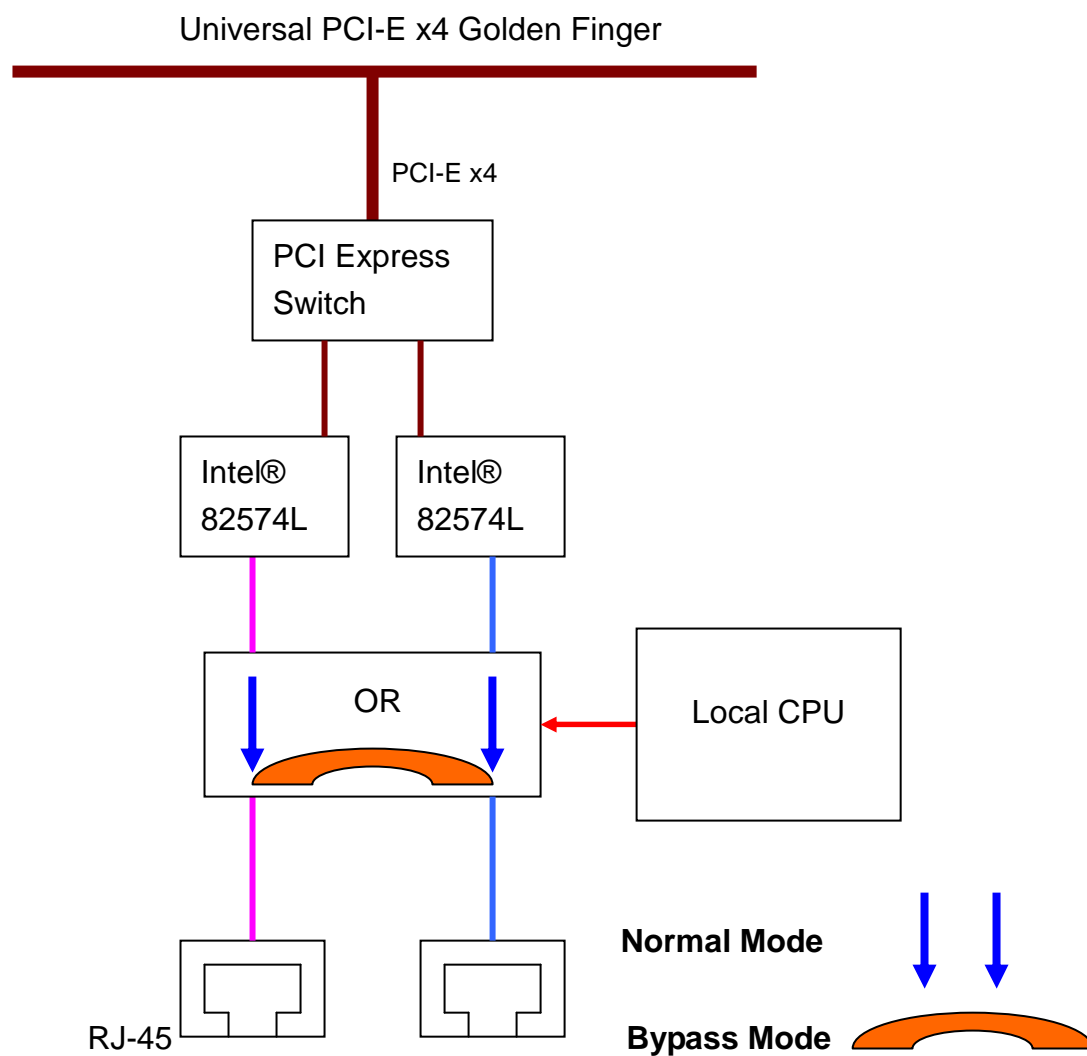 Universal PCI-E x4 Golden Finger
PCI-E x4
PCI Express
Switch
Intel®
82574L
Intel®
82574L
OR
Local CPU
Normal Mode
RJ-45
Bypass Mode